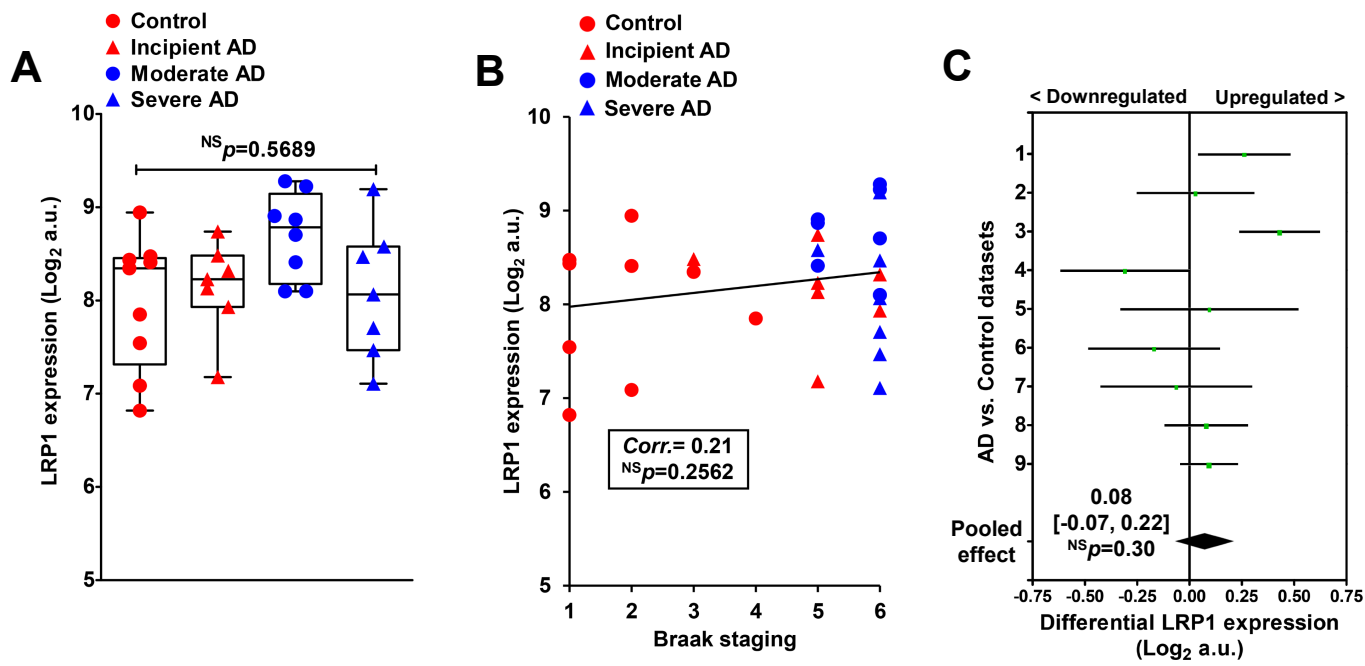 A
Control
Incipient AD
Moderate AD
Severe AD
NSp=0.5689
LRP1 expression (Log2 a.u.)
10
9
8
7
6
5
B
Control
Incipient AD
Moderate AD
Severe AD
LRP1 expression (Log2 a.u.)
10
9
8
7
6
5
Corr.= 0.21
NSp=0.2562
1 2 3 4 5 6
Braak staging
C
< Downregulated Upregulated >
AD vs. Control datasets
1
2
3
4
5
6
7
8
9
Pooled
effect
0.08
[-0.07, 0.22]
NSp=0.30
-0.75 -0.50 -0.25 0.00 0.25 0.50 0.75
Differential LRP1 expression
(Log2 a.u.)